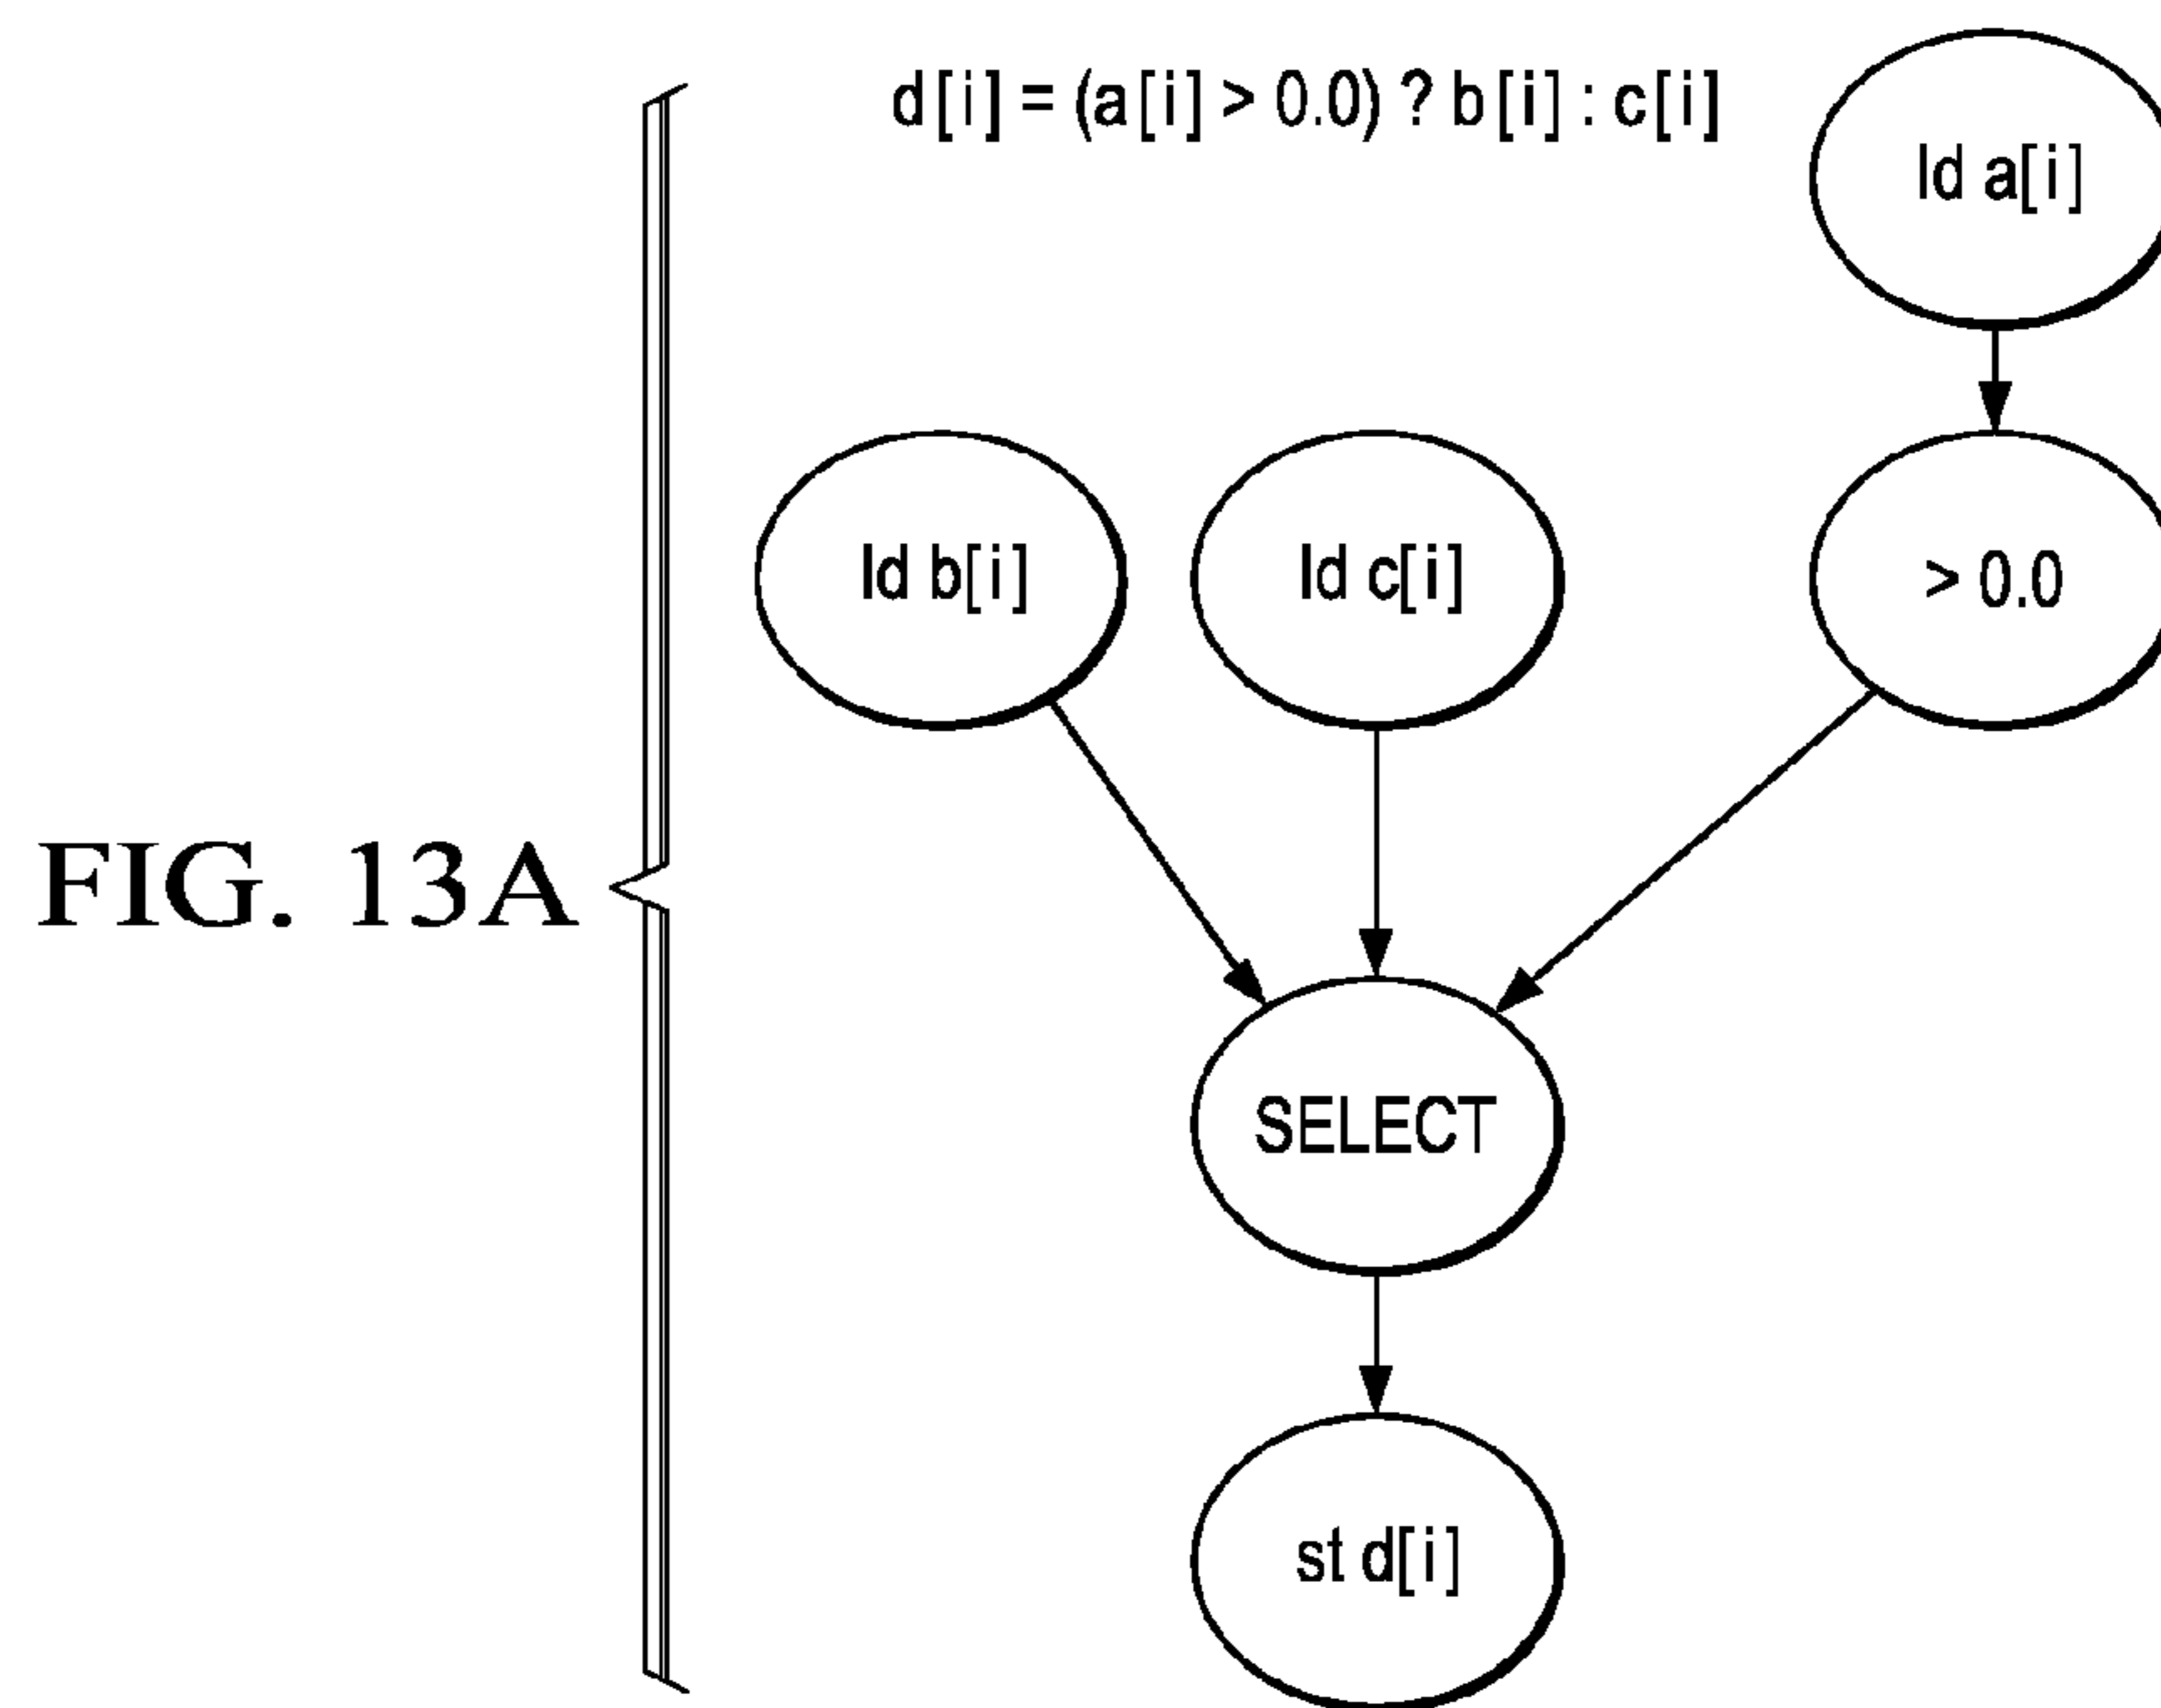 d[i] = (a[i] > 0.0) ? b[i] : c[i]
ld a[i]
ld b[i]
ld c[i]
> 0.0
FIG. 13A
SELECT
st d[i]